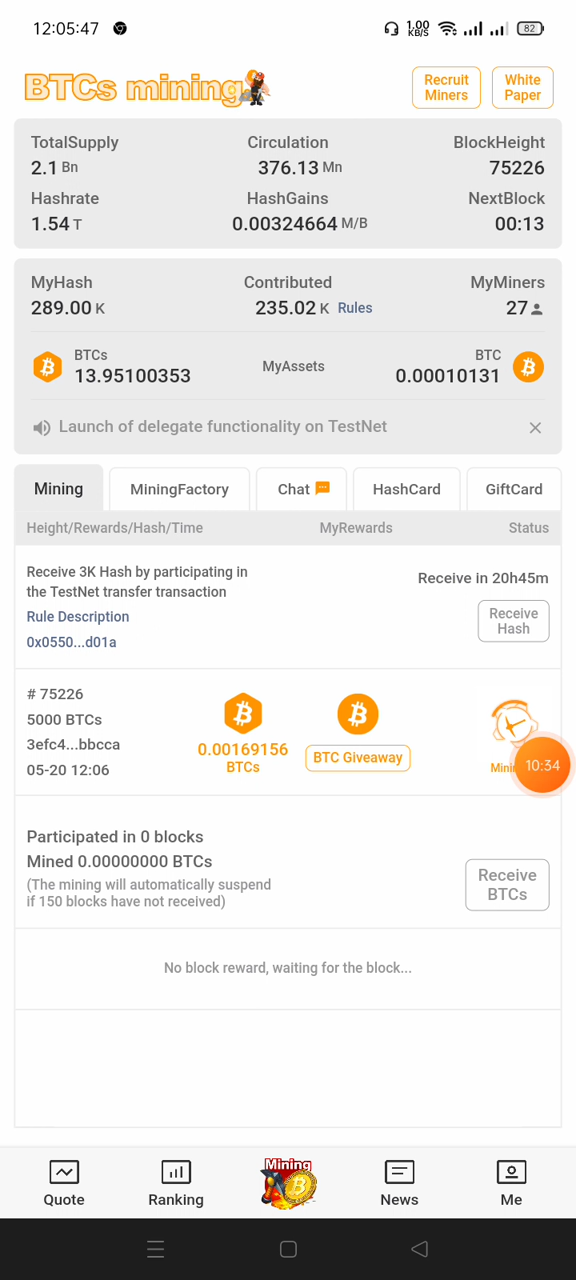 12:05:47 1.00 KB/S 82
BTCs mining
Recruit Miners
White Paper
TotalSupply Circulation BlockHeight
2.1 Bn 376.13 Mn 75226
Hashrate HashGains NextBlock
1.54 T 0.00324664 M/B 00:13
MyHash Contributed MyMiners
289.00 K 235.02 K Rules 27
BTCs MyAssets BTC
13.95100353 0.00010131
Launch of delegate functionality on TestNet
Mining MiningFactory Chat HashCard GiftCard
Height/Rewards/Hash/Time MyRewards Status
Receive 3K Hash by participating in
the TestNet transfer transaction
Rule Description
0x0550...d01a
Receive in 20h45m
Receive
Hash
# 75226
5000 BTCs
3efc4...bbcca
05-20 12:06
0.00169156
BTCs
BTC Giveaway
10:34
Participated in 0 blocks
Mined 0.00000000 BTCs
(The mining will automatically suspend
if 150 blocks have not received)
Receive
BTCs
No block reward, waiting for the block...
Mining
Quote Ranking News Me